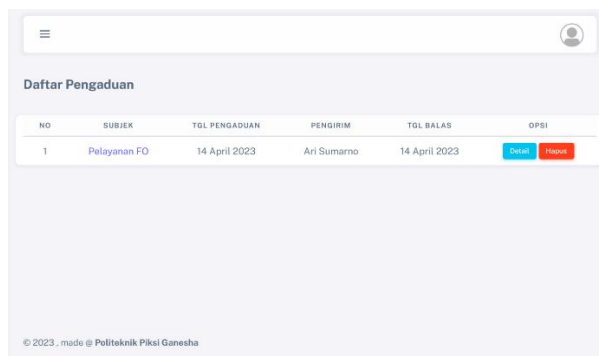 Daftar Pengaduan
NO SUBJEK TGL PENGADUAN PENGIRIM TGL BALAS OPSI
1 Pelayanan FO 14 April 2023 Ari Sumarno 14 April 2023 Detail Hapus
© 2023 , made @ Politeknik Piksi Ganesha